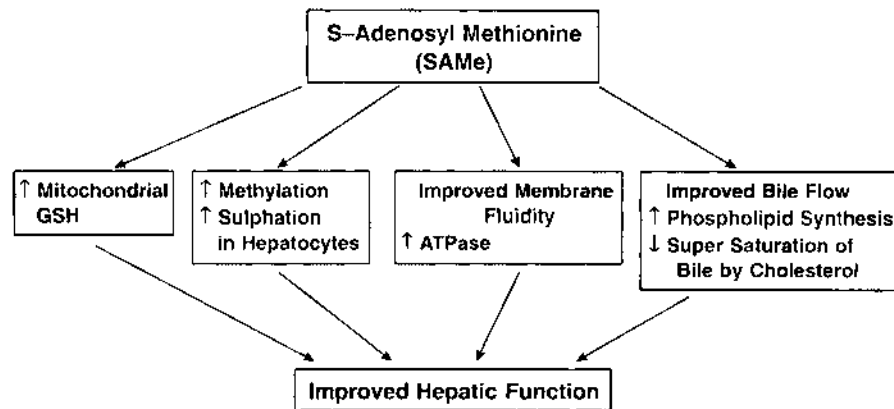 S–Adenosyl Methionine
(SAMe)
↑ Mitochondrial
GSH
↑ Methylation
↑ Sulphation
in Hepatocytes
Improved Membrane
Fluidity
↑ ATPase
Improved Bile Flow
↑ Phospholipid Synthesis
↓ Super Saturation of
Bile by Cholesterol
Improved Hepatic Function